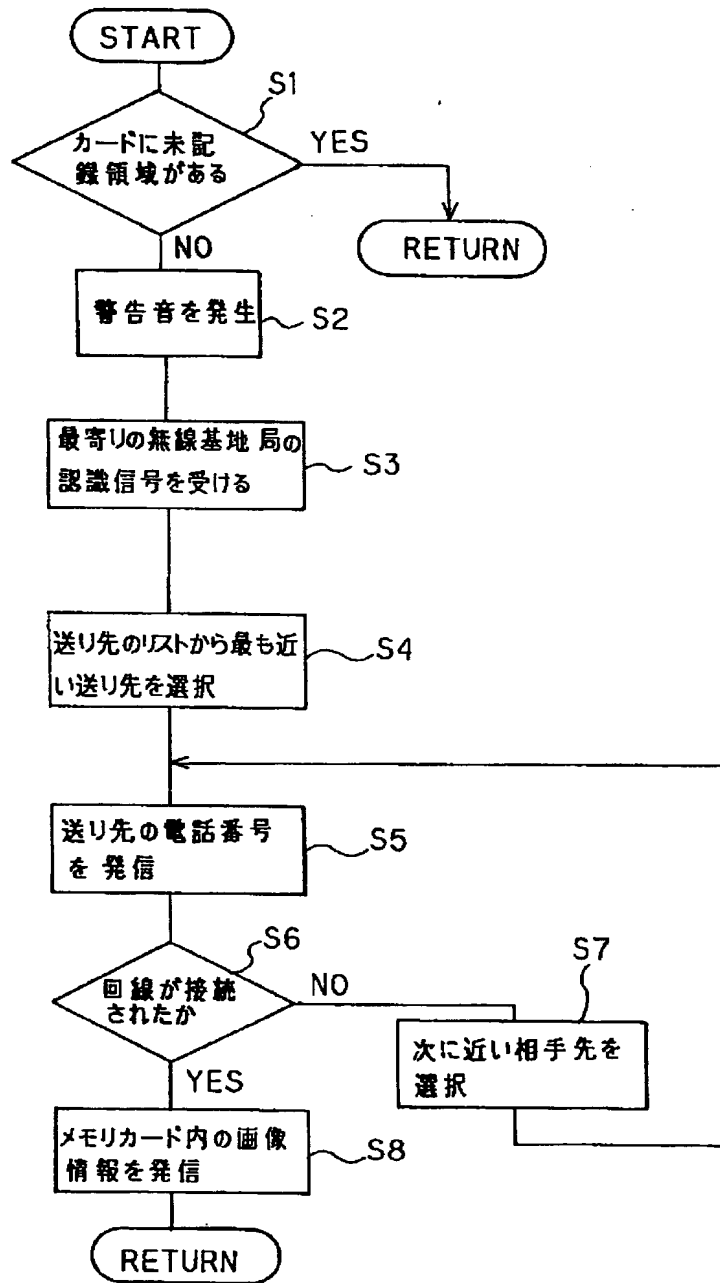 START
S1
カードに未記
録領域がある
YES
RETURN
NO
警告音を発生
S2
最寄りの無線基地局の
認識信号を受ける
S3
送り先のリストから最も近
い送り先を選択
S4
送り先の電話番号
を発信
S5
S6
回線が接続
されたか
NO
S7
次に近い相手先を
選択
YES
メモリカード内の画像
情報を発信
S8
RETURN